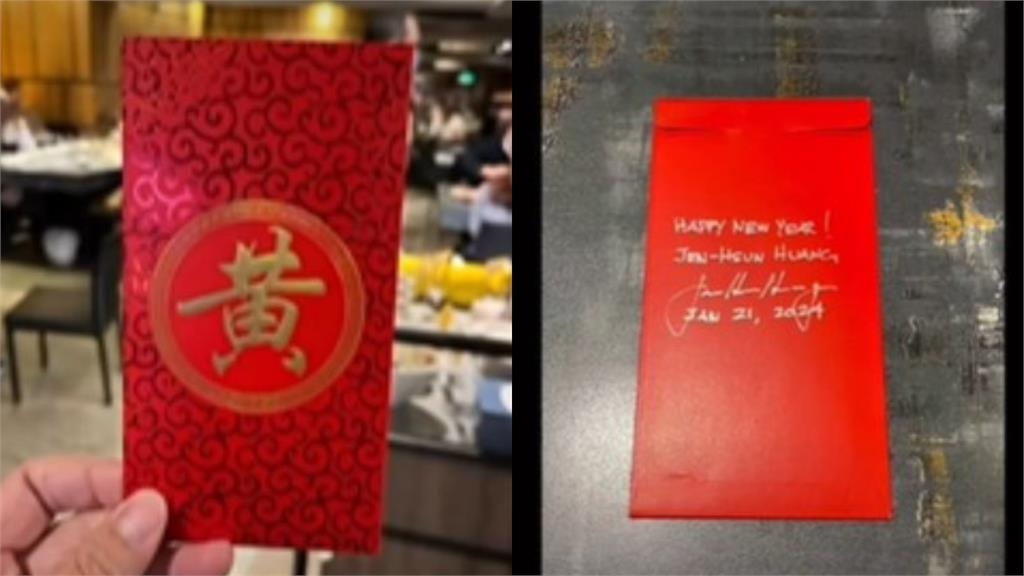 黃
HAPPY NEW YEAR!
JEN-HSUN HUANG
JAN 21, 2024